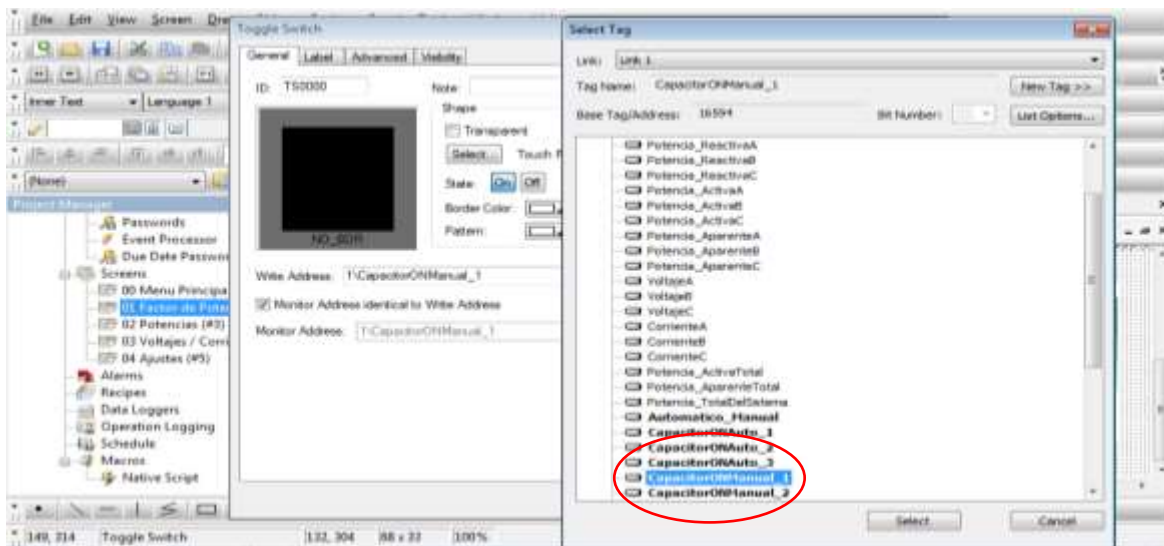 File Edit View Screen
Inner Text Language 1
(None)
Project Manager
Passwords
Event Processor
Due Date Passwor
Screens
00 Menu Principa
01 Factor de Poten
02 Potencias (#3)
03 Voltajes / Corri
04 Ajustes (#5)
Alarms
Recipes
Data Loggers
Operation Logging
Schedule
Macros
Native Script
149, 314 Toggle Switch 132, 304 88 x 33 100%
Toggle Switch
General Label Advanced Visibility
ID: TS0000 Note:
Shape
Transparent
Select... Touch
State: On Off
Border Color:
Pattern:
Write Address: 1\CapacitorONManual_1
Monitor Address identical to Write Address
Monitor Address: 1\CapacitorONManual_1
Select Tag
Link: Link 1
Tag Name: CapacitorONManual_1 New Tag >>
Base Tag/Address: 16594 Bit Number: List Options...
Potencia_ReactivaA
Potencia_ReactivaB
Potencia_ReactivaC
Potencia_ActivaA
Potencia_ActivaB
Potencia_ActivaC
Potencia_AparenteA
Potencia_AparenteB
Potencia_AparenteC
VoltajeA
VoltajeB
VoltajeC
CorrienteA
CorrienteB
CorrienteC
Potencia_ActivaTotal
Potencia_AparenteTotal
Potencia_TotalDelSistema
Automatico_Manual
CapacitorONAuto_1
CapacitorONAuto_2
CapacitorONAuto_3
CapacitorONManual_1
CapacitorONManual_2
Select Cancel